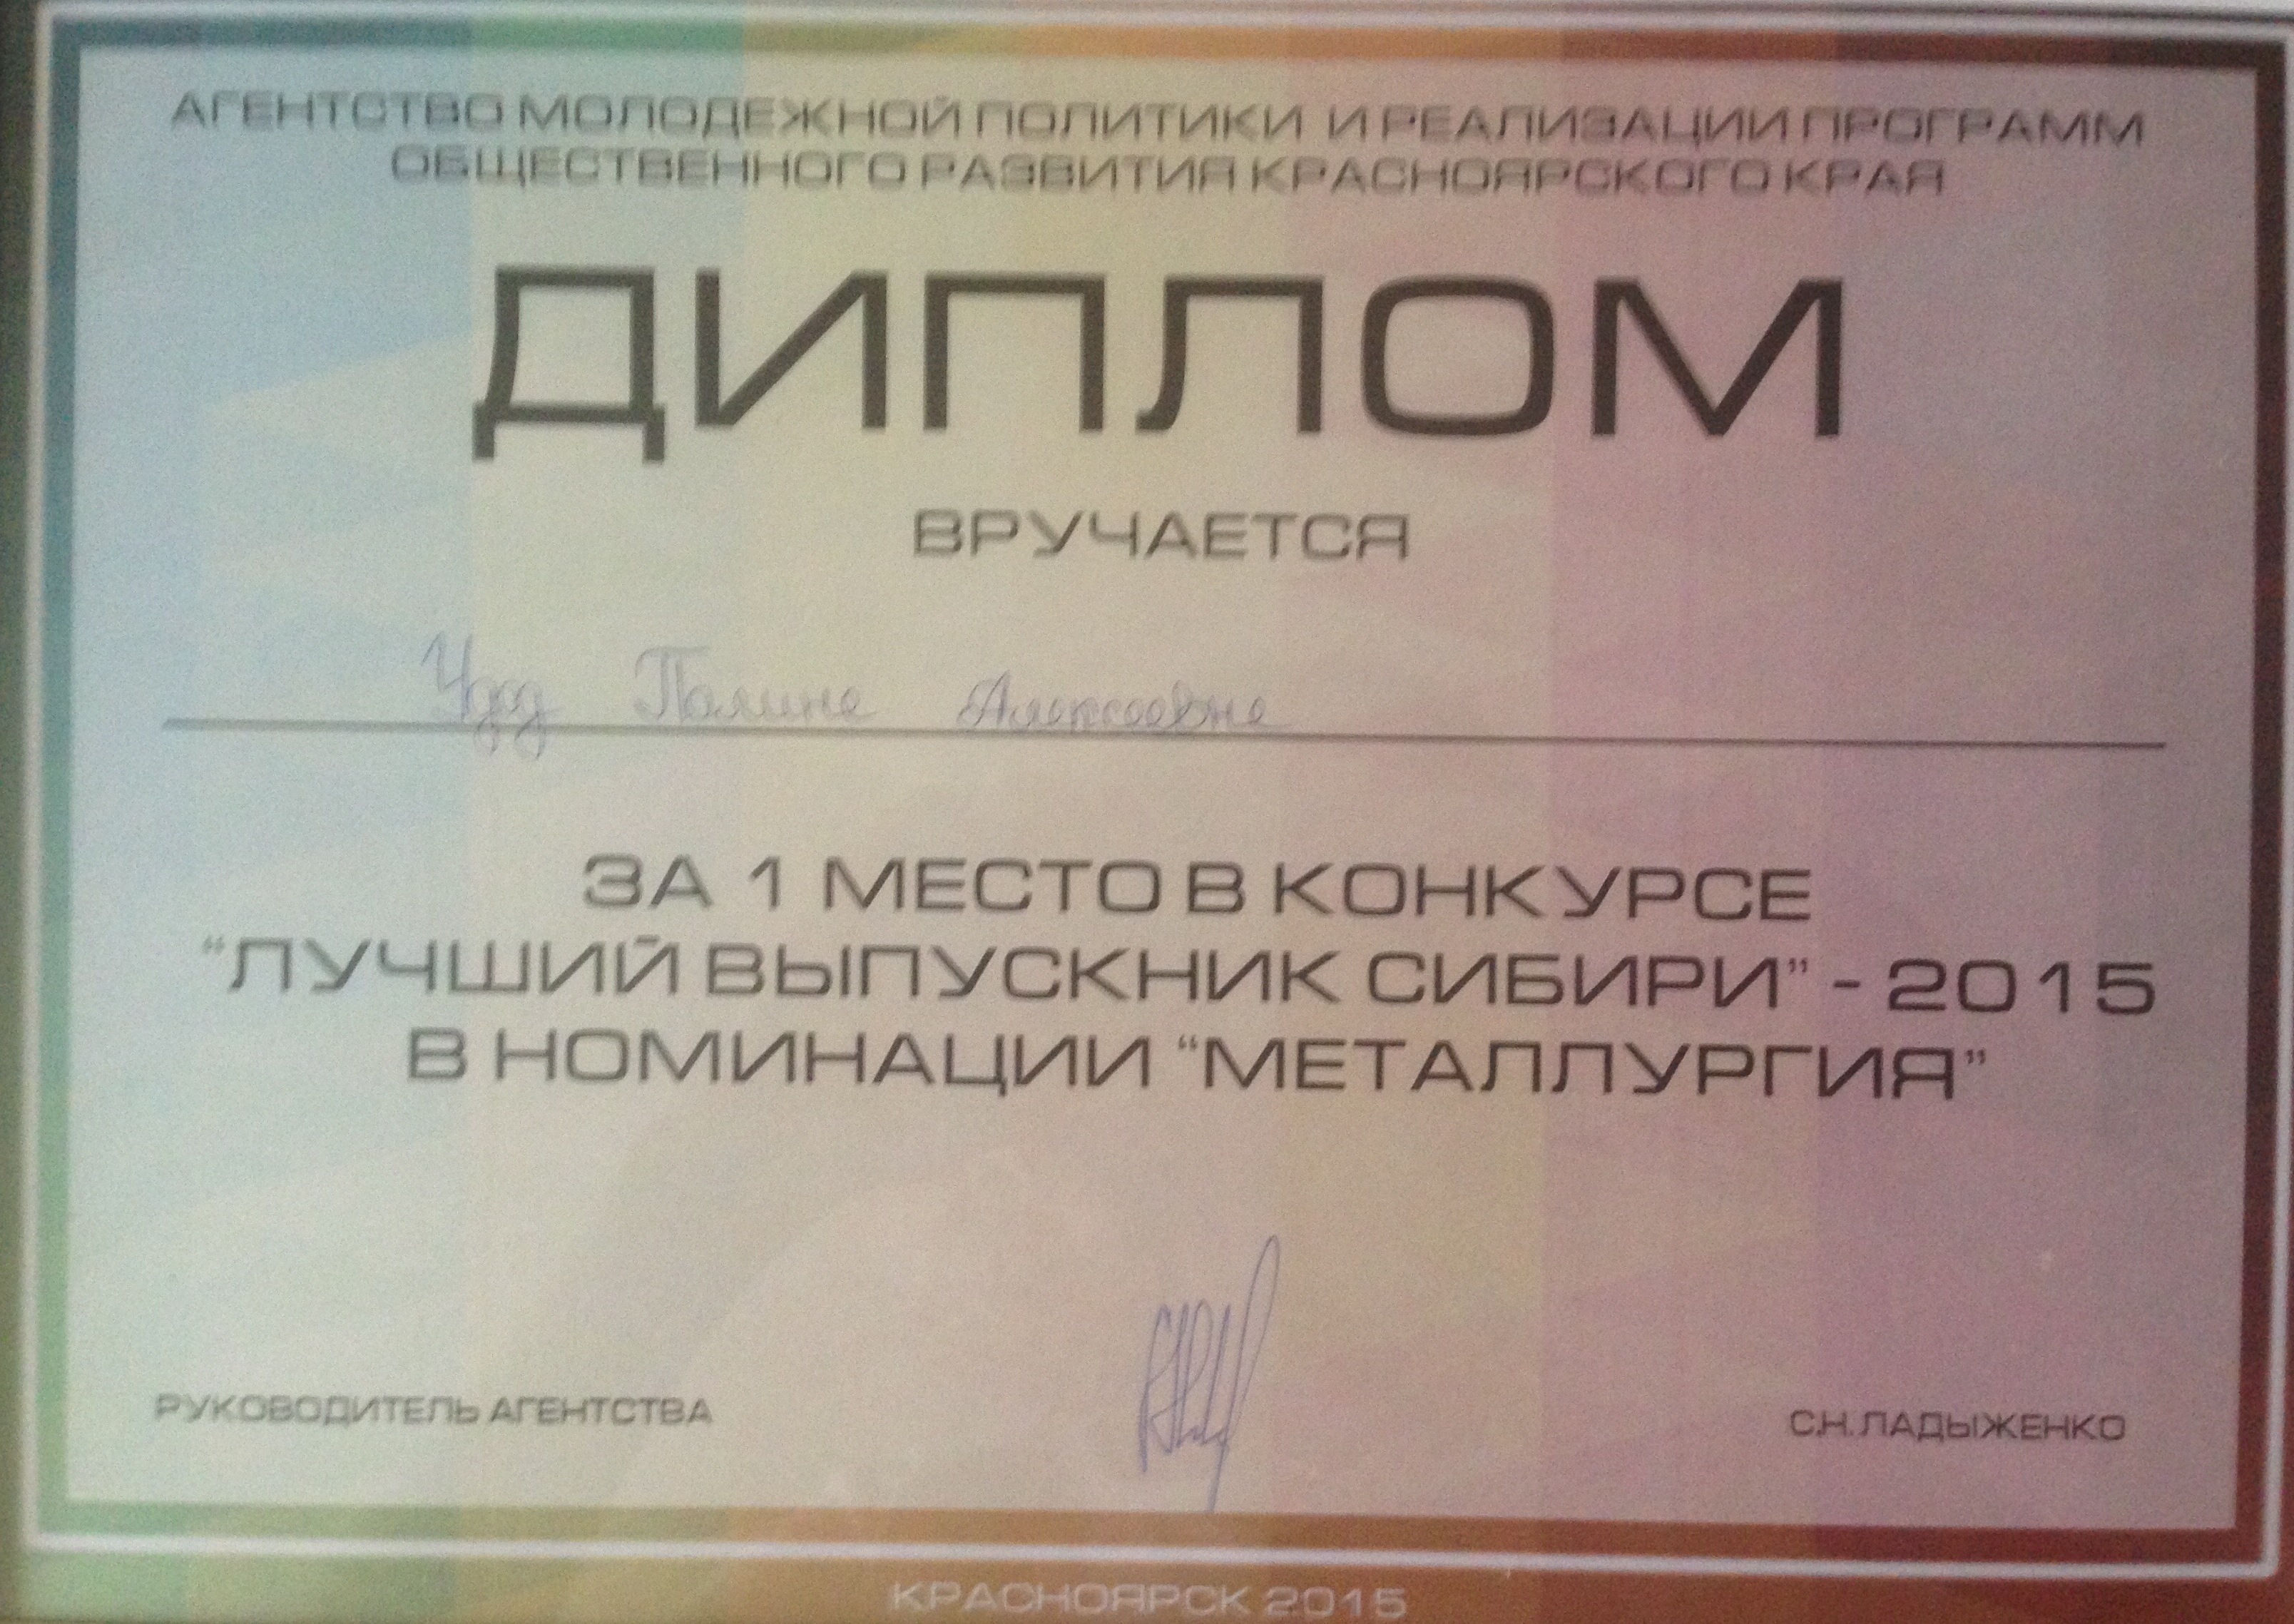 АГЕНТСТВО МОЛОДЕЖНОЙ ПОЛИТИКИ И РЕАЛИЗАЦИИ ПРОГРАММ
ОБЩЕСТВЕННОГО РАЗВИТИЯ КРАСНОЯРСКОГО КРАЯ
ДИПЛОМ
ВРУЧАЕТСЯ
Полине Алексеевне
ЗА 1 МЕСТО В КОНКУРСЕ
“ЛУЧШИЙ ВЫПУСКНИК СИБИРИ” - 2015
В НОМИНАЦИИ “МЕТАЛЛУРГИЯ”
РУКОВОДИТЕЛЬ АГЕНТСТВА
С.Н. ЛАДЫЖЕНКО
КРАСНОЯРСК 2015